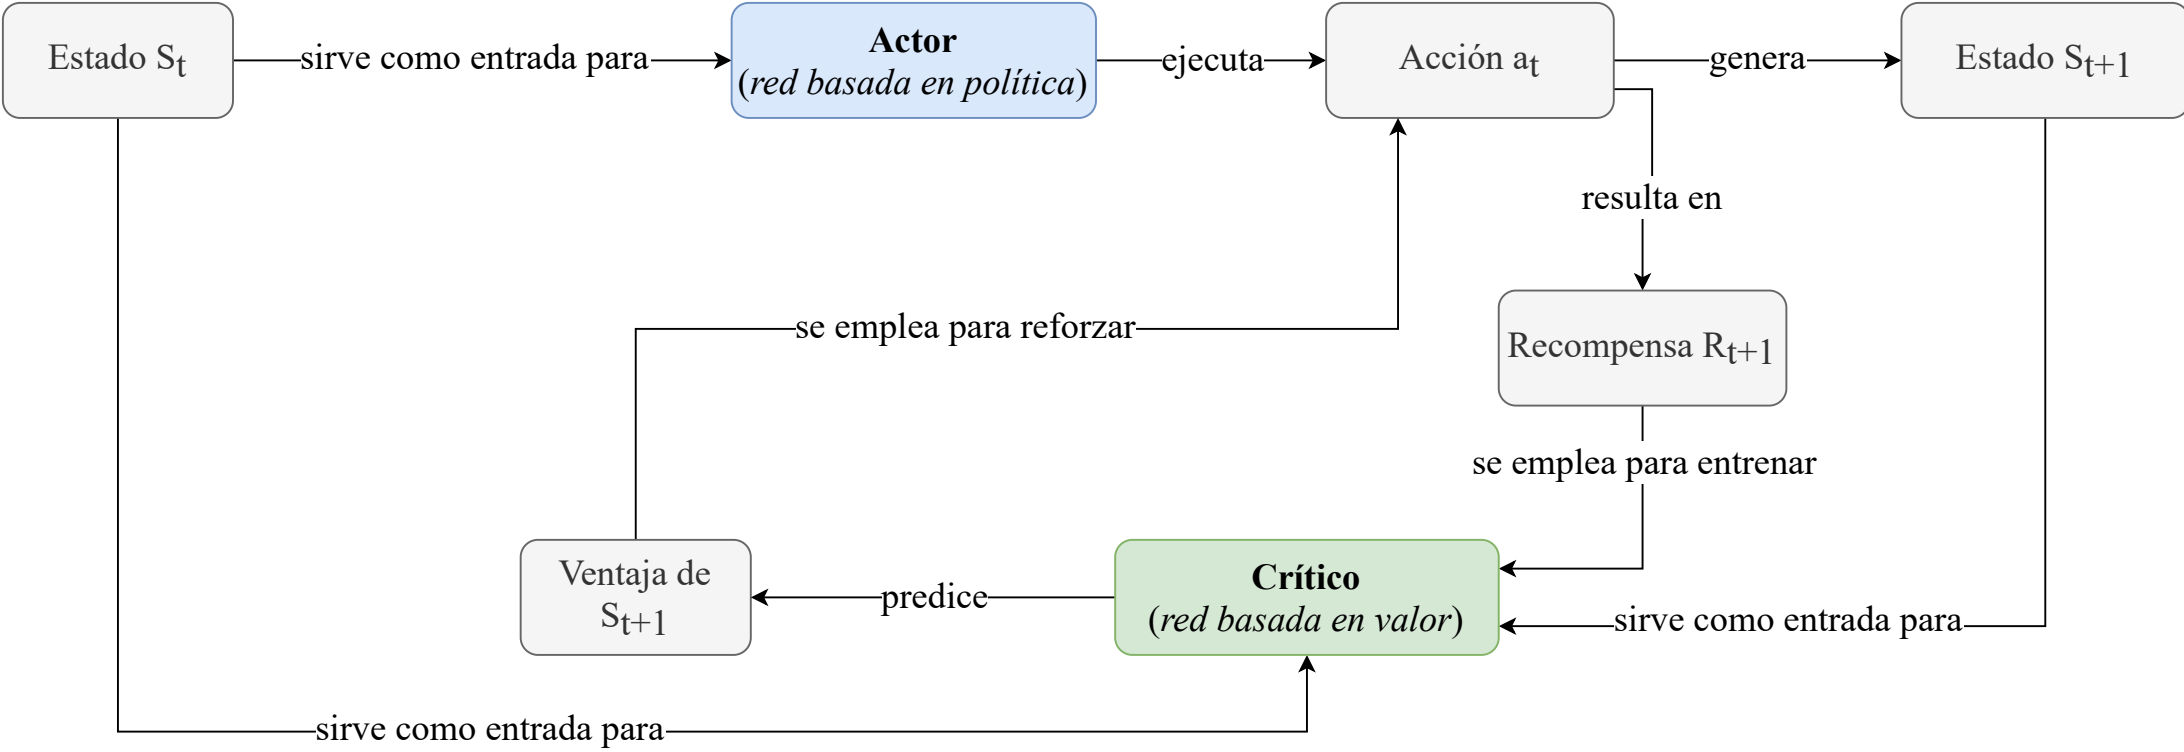 Estado St
sirve como entrada para
Actor
(red basada en política)
ejecuta
Acción at
genera
Estado St+1
resulta en
se emplea para reforzar
Recompensa Rt+1
se emplea para entrenar
Ventaja de
St+1
predice
Crítico
(red basada en valor)
sirve como entrada para
sirve como entrada para